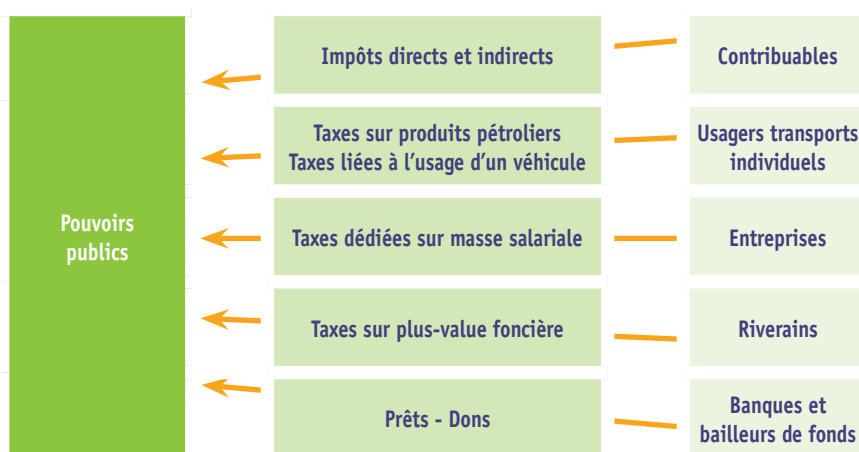 Pouvoirs
publics
Impôts directs et indirects
Contribuables
Taxes sur produits pétroliers
Taxes liées à l'usage d'un véhicule
Usagers transports
individuels
Taxes dédiées sur masse salariale
Entreprises
Taxes sur plus-value foncière
Riverains
Prêts - Dons
Banques et
bailleurs de fonds